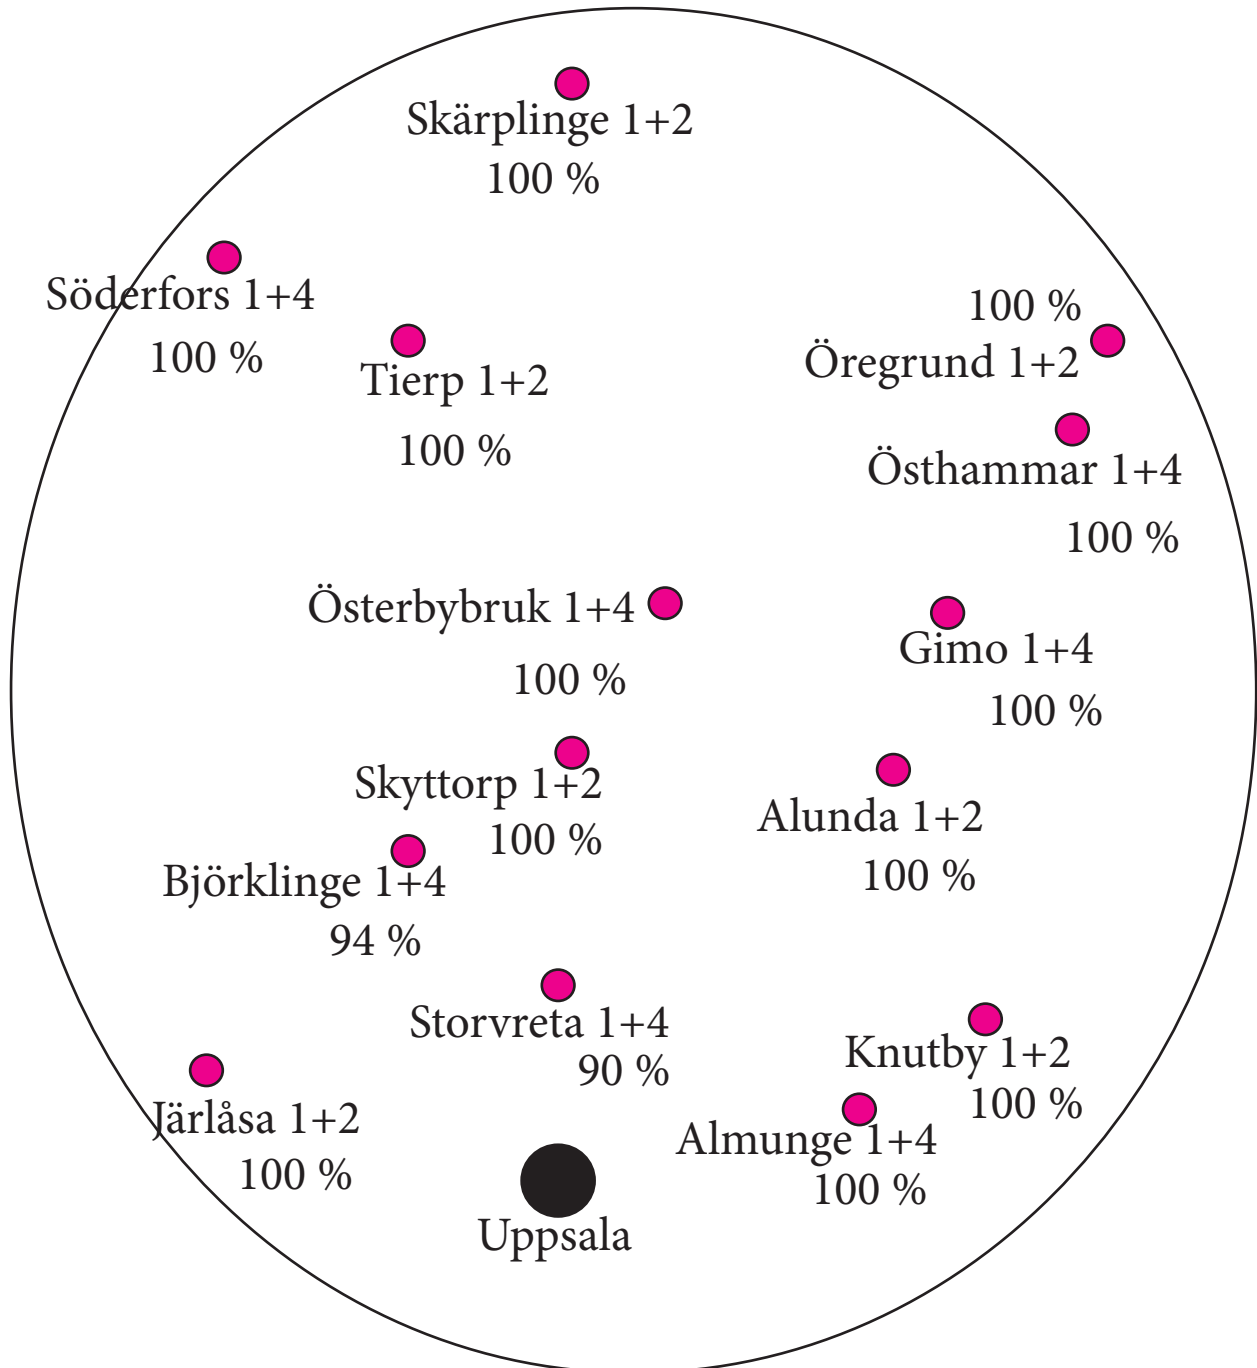 Skärplinge 1+2
100 %
Söderfors 1+4
100 %
Tierp 1+2
100 %
100 %
Öregrund 1+2
Östhammar 1+4
100 %
Österbybruk 1+4
100 %
Gimo 1+4
100 %
Skyttorp 1+2
100 %
Alunda 1+2
100 %
Björklinge 1+4
94 %
Storvreta 1+4
90 %
Knutby 1+2
100 %
Järlåsa 1+2
100 %
Almunge 1+4
100 %
Uppsala